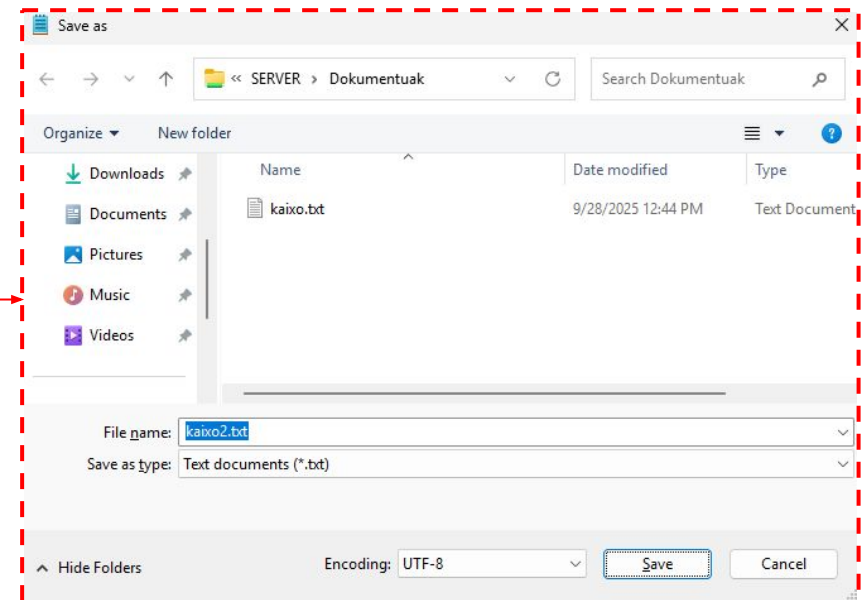 Save as
« SERVER > Dokumentuak
Search Dokumentuak
Organize
New folder
Name
Date modified
Type
Downloads
Documents
Pictures
Music
Videos
kaixo.txt
9/28/2025 12:44 PM
Text Document
File name: kaixo2.txt
Save as type: Text documents (*.txt)
Hide Folders
Encoding: UTF-8
Save
Cancel